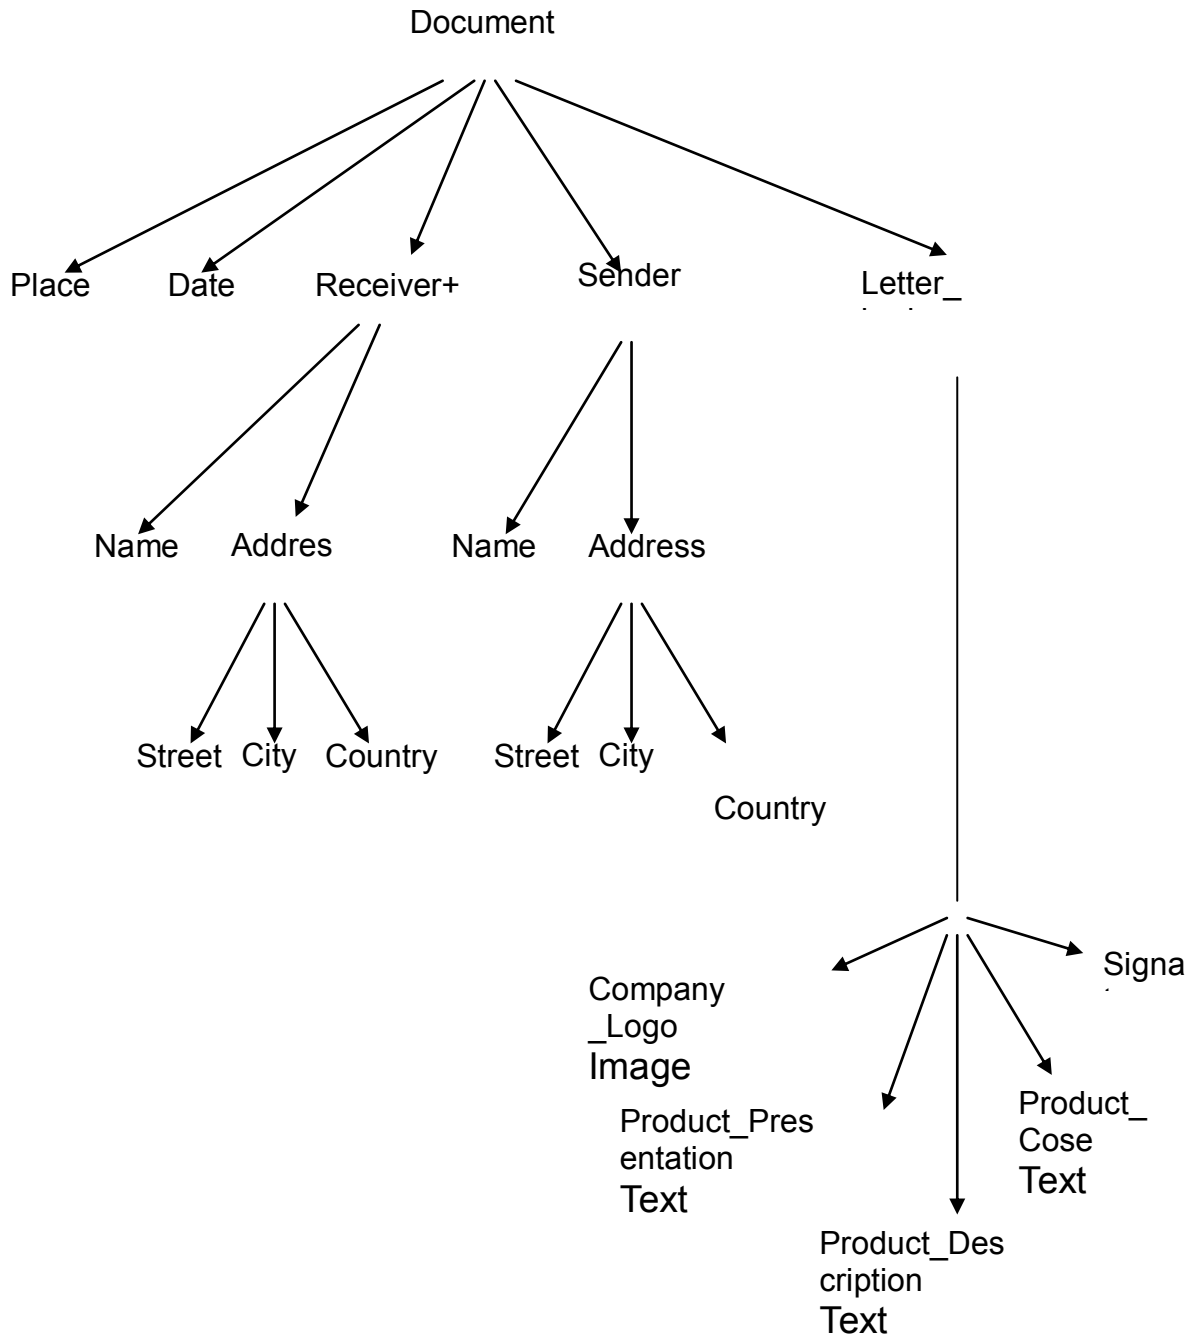 Document
Place
Date
Receiver+
Sender
Letter_
Name
Addres
Name
Address
Street
City
Country
Street
City
Country
Signa
Company
_Logo
Image
Product_Pres
entation
Text
Product_
Cose
Text
Product_Des
cription
Text